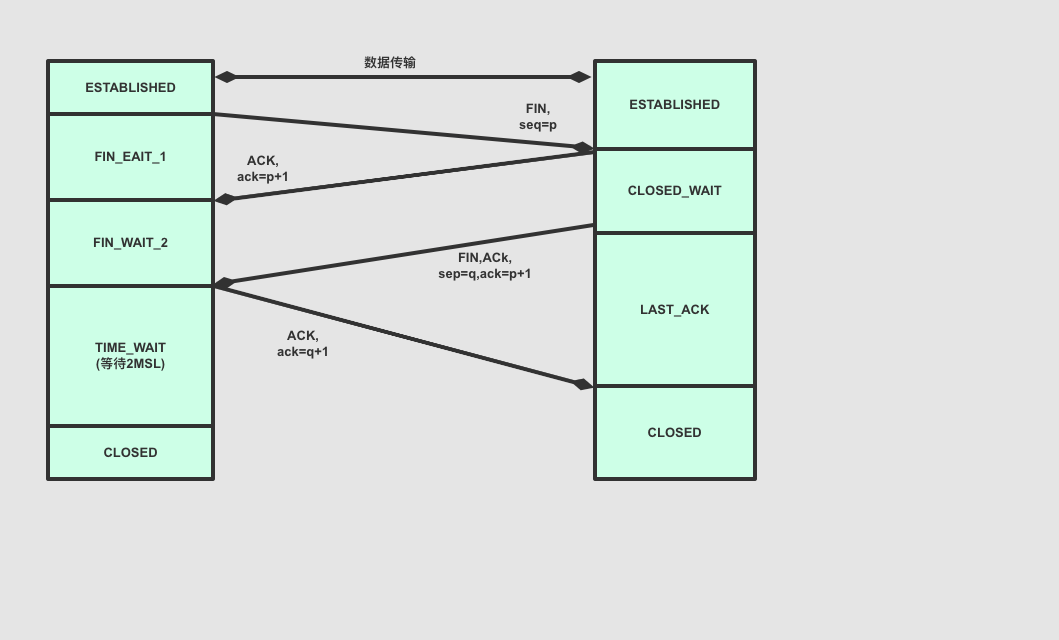 数据传输
ESTABLISHED
ESTABLISHED
FIN,
seq=p
FIN_EAIT_1
ACK,
ack=p+1
CLOSED_WAIT
FIN_WAIT_2
FIN,ACk,
sep=q,ack=p+1
LAST_ACK
TIME_WAIT
(等待2MSL)
ACK,
ack=q+1
CLOSED
CLOSED